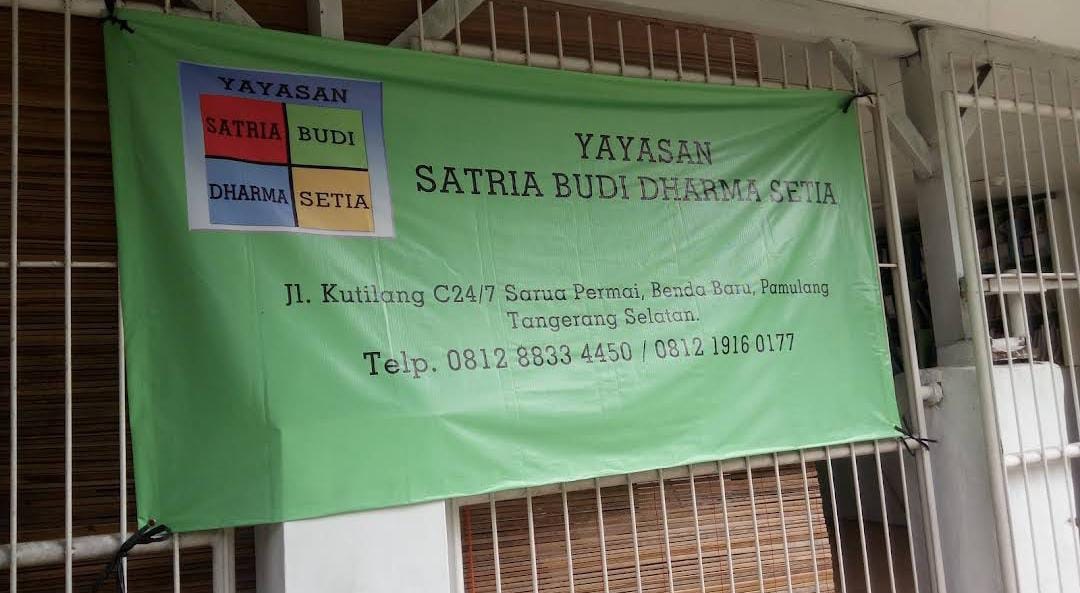 YAYASAN
SATRIA BUDI
DHARMA SETIA
YAYASAN
SATRIA BUDI DHARMA SETIA
Jl. Kutilang C24/7 Sarua Permai, Benda Baru, Pamulang
Tangerang Selatan.
Telp. 0812 8833 4450 / 0812 1916 0177